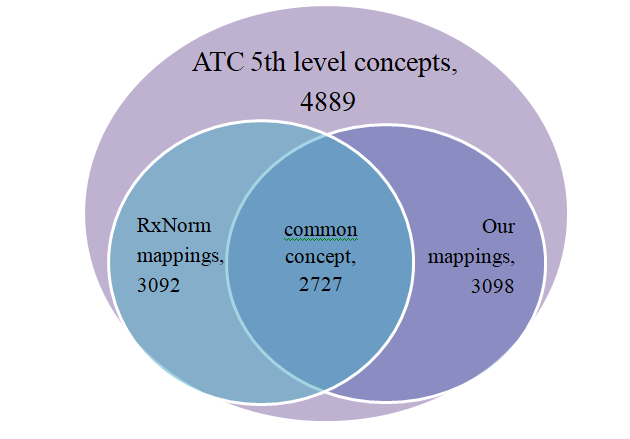 ATC 5th level concepts,
4889
RxNorm
mappings,
3092
common
concept,
2727
Our
mappings,
3098